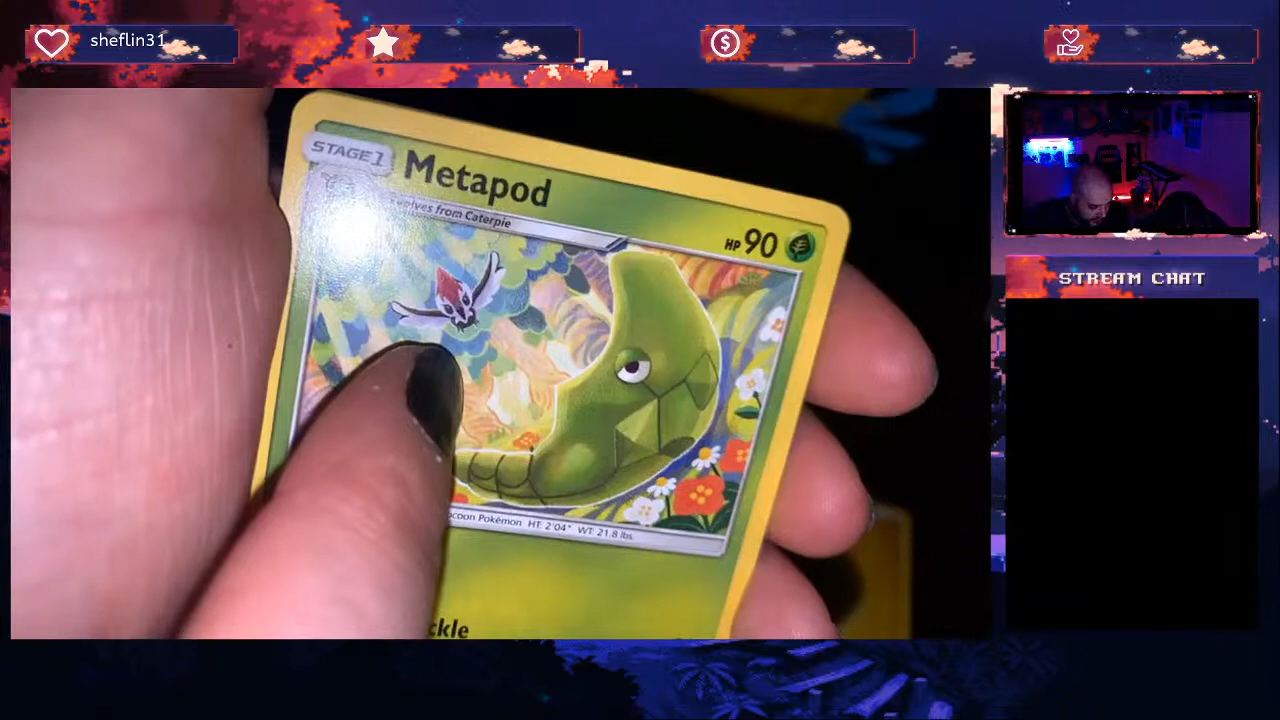 sheflin31
STAGE 1
Metapod
Evolves from Caterpie
HP 90
STREAM CHAT
ocoon Pokémon HT: 2'04" WT: 21.8 lbs.
ckle